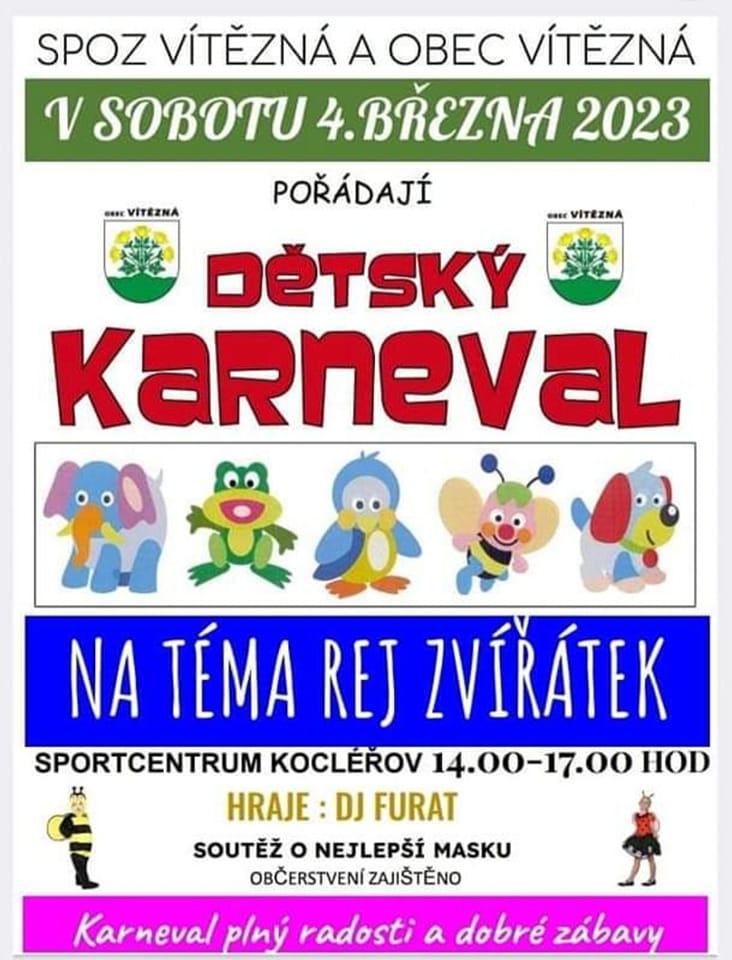 SPOZ VÍTĚZNÁ A OBEC VÍTĚZNÁ
V SOBOTU 4.BŘEZNA 2023
POŘÁDAJÍ
OBEC VÍTĚZNÁ
OBEC VÍTĚZNÁ
DĚTSKÝ
KARNEVAL
NA TÉMA REJ ZVÍŘÁTEK
SPORTCENTRUM KOCLÉŘOV 14.00-17.00 HOD
HRAJE : DJ FURAT
SOUTĚŽ O NEJLEPŠÍ MASKU
OBČERSTVENÍ ZAJIŠTĚNO
Karneval plný radosti a dobré zábavy